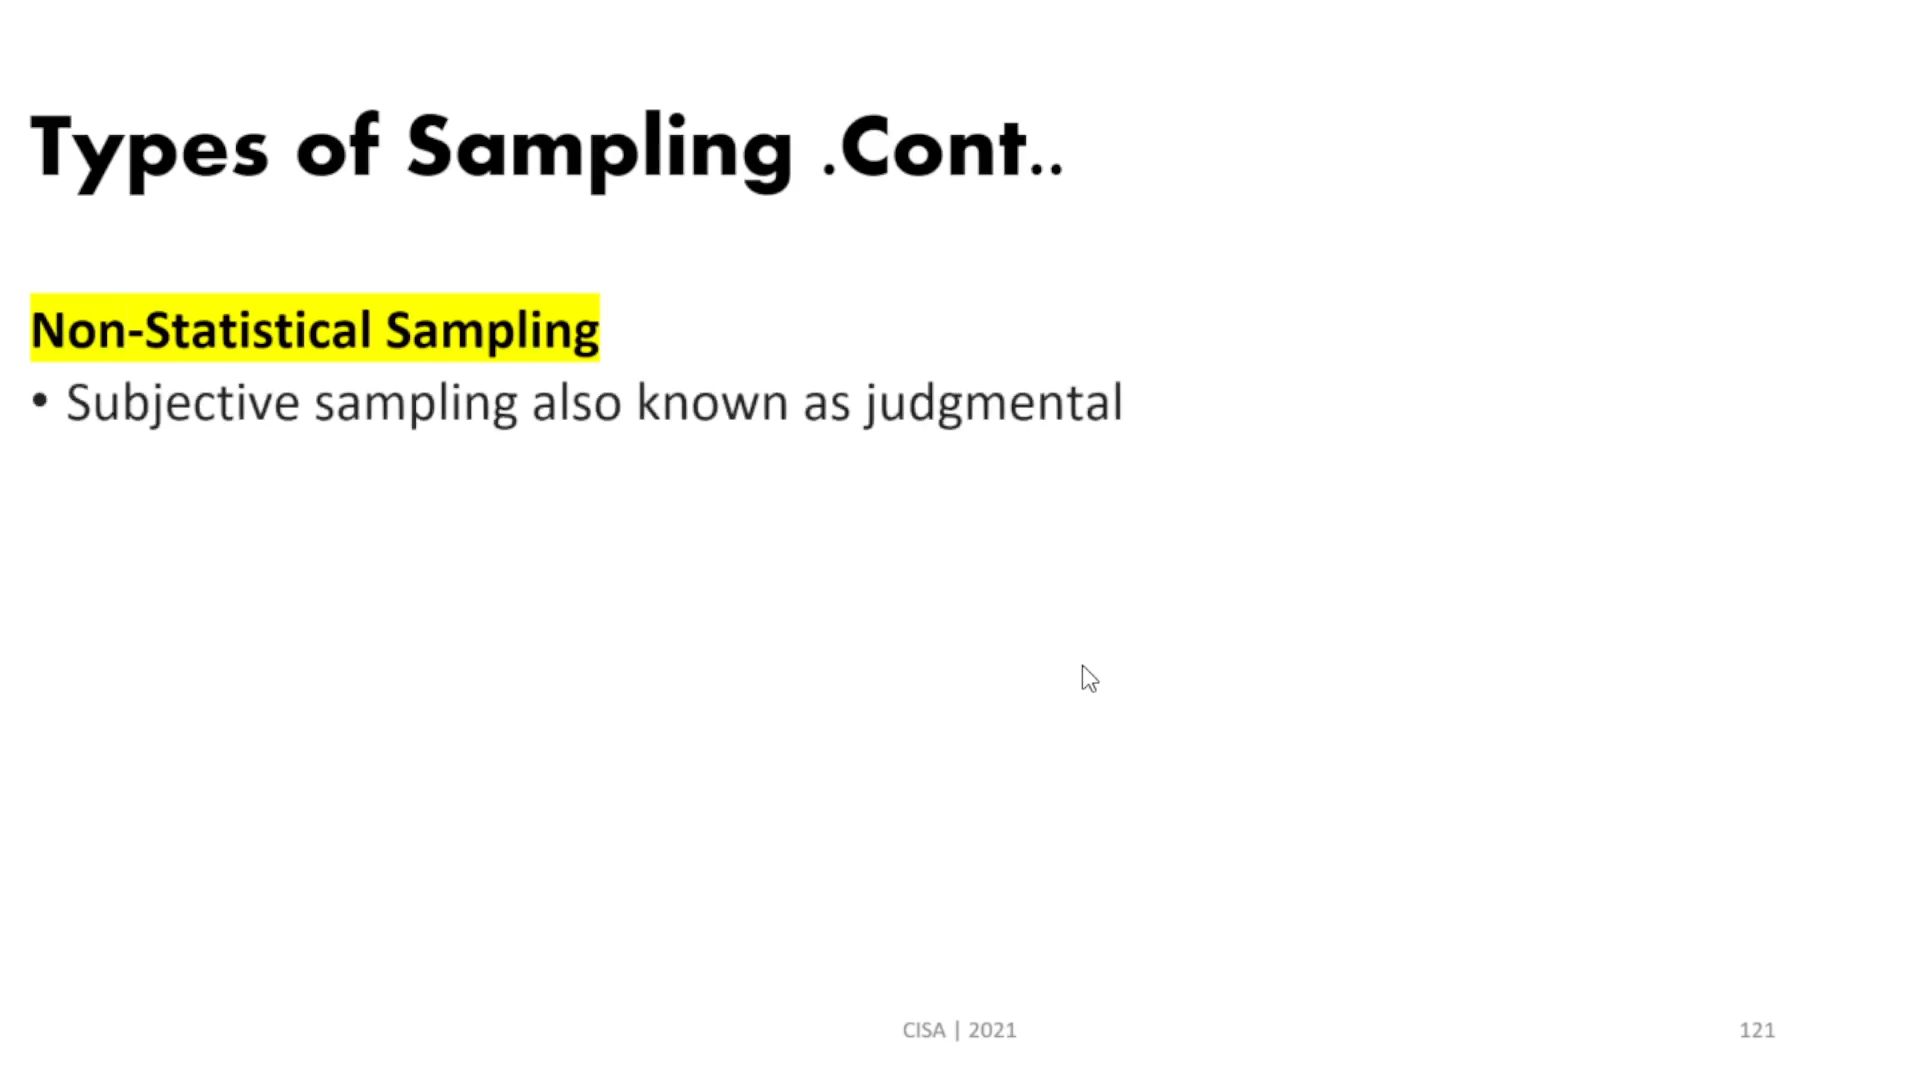 Types of Sampling .Cont..
Non-Statistical Sampling
• Subjective sampling also known as judgmental
CISA | 2021
121